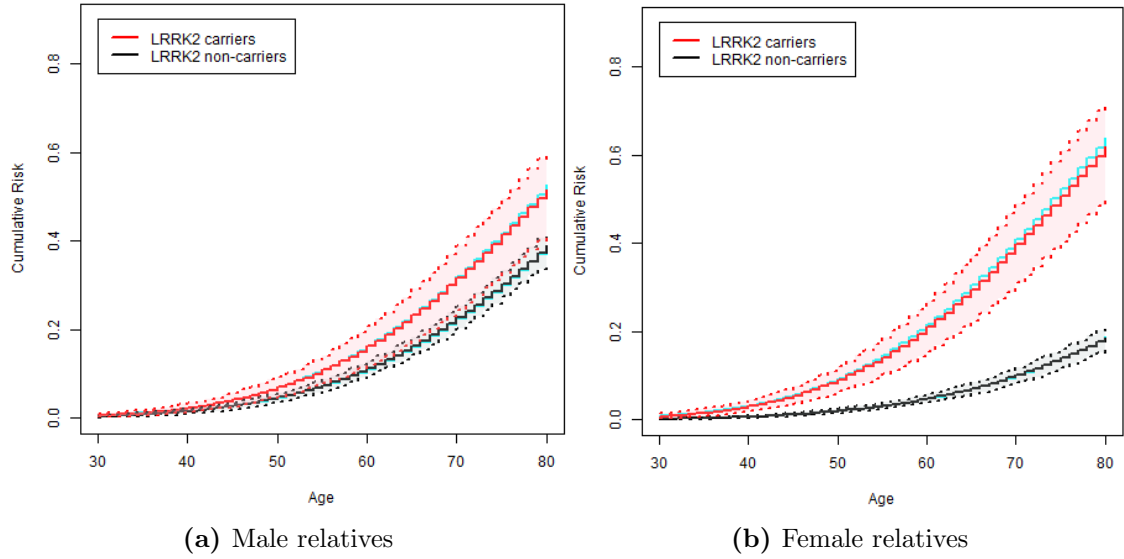 LRRK2 carriers
LRRK2 non-carriers
Cumulative Risk
0.8
0.6
0.4
0.2
0.0
30 40 50 60 70 80
Age
(a) Male relatives
LRRK2 carriers
LRRK2 non-carriers
Cumulative Risk
0.8
0.6
0.4
0.2
0.0
30 40 50 60 70 80
Age
(b) Female relatives